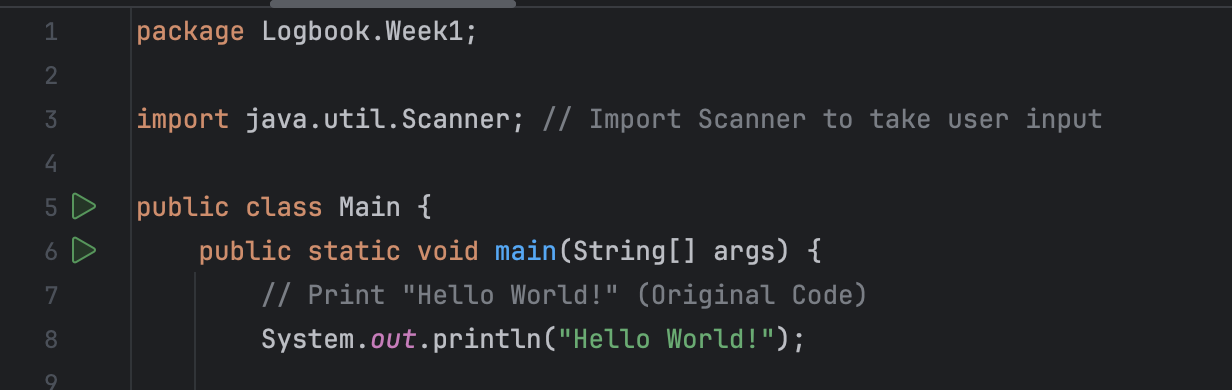 1 package Logbook.Week1;
2
3 import java.util.Scanner; // Import Scanner to take user input
4
5 public class Main {
6 public static void main(String[] args) {
7 // Print "Hello World!" (Original Code)
8 System.out.println("Hello World!");
9